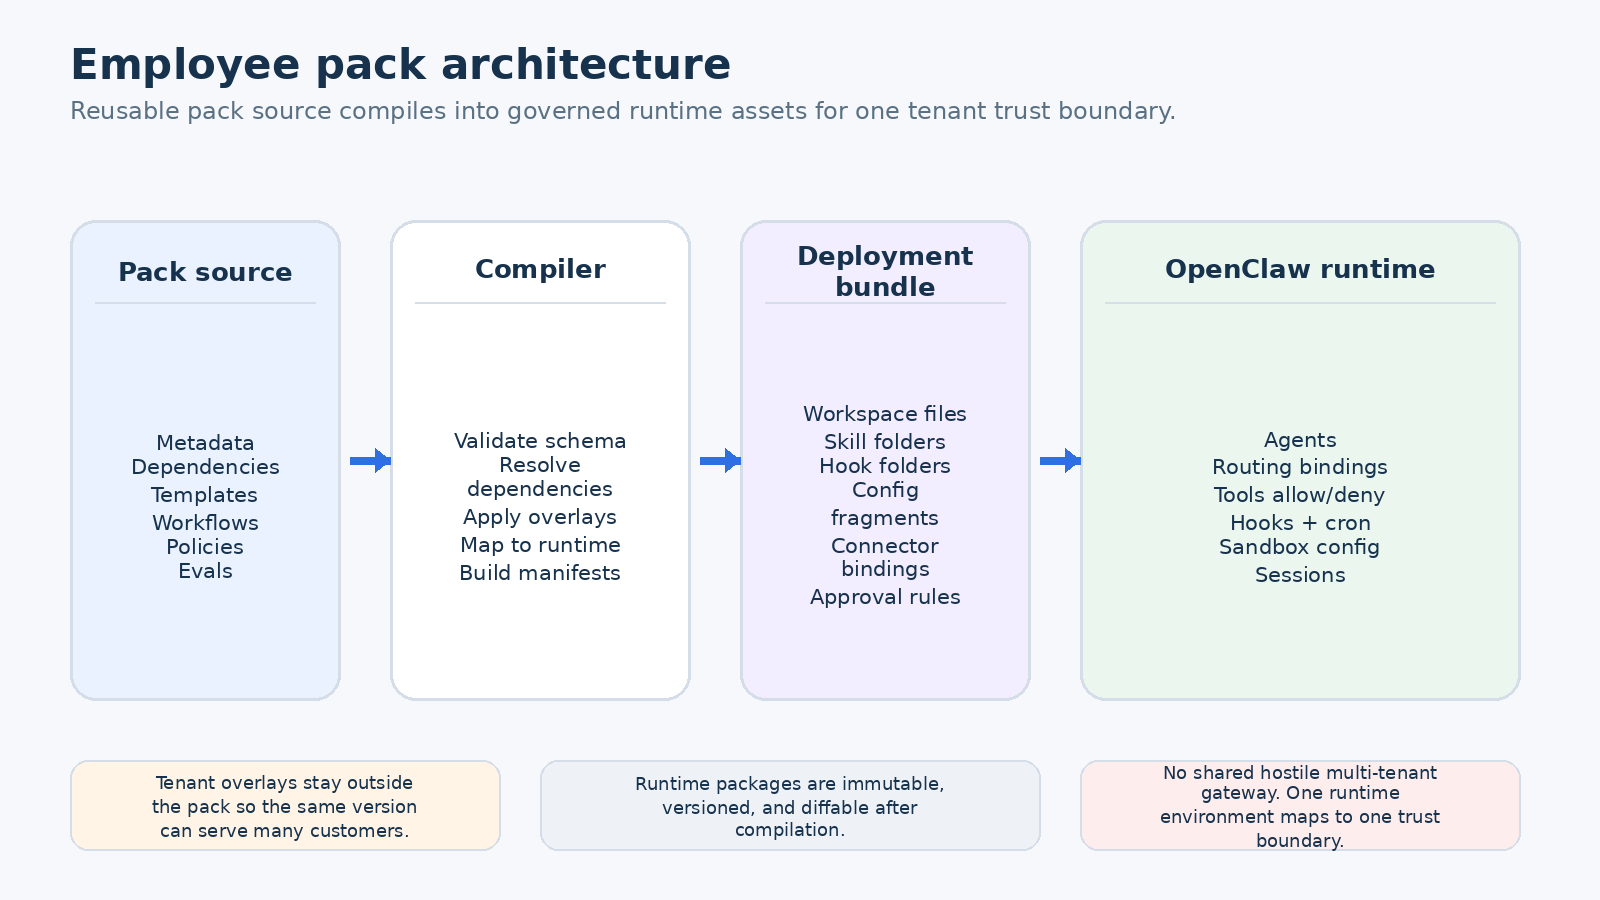 Employee pack architecture
Reusable pack source compiles into governed runtime assets for one tenant trust boundary.
Pack source
Metadata
Dependencies
Templates
Workflows
Policies
Evals
Compiler
Validate schema
Resolve
dependencies
Apply overlays
Map to runtime
Build manifests
Deployment
bundle
Workspace files
Skill folders
Hook folders
Config
fragments
Connector
bindings
Approval rules
OpenClaw runtime
Agents
Routing bindings
Tools allow/deny
Hooks + cron
Sandbox config
Sessions
Tenant overlays stay outside
the pack so the same version
can serve many customers.
Runtime packages are immutable,
versioned, and diffable after
compilation.
No shared hostile multi-tenant
gateway. One runtime
environment maps to one trust
boundary.